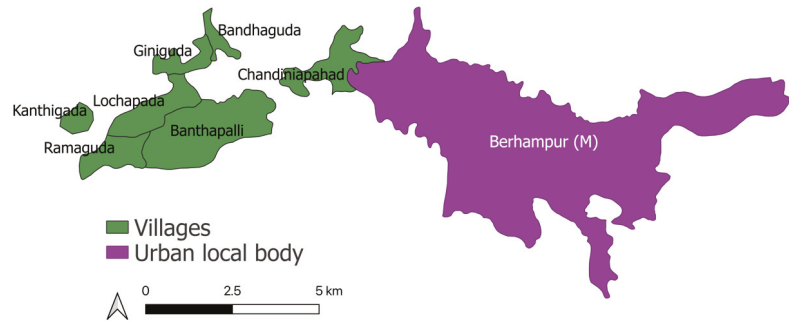 Bandhaguda
Giniguda
Chandiniapahad
Lochapada
Kanthigada
Banthapalli
Ramaguda
Berhampur (M)
Villages
Urban local body
0 2.5 5 km